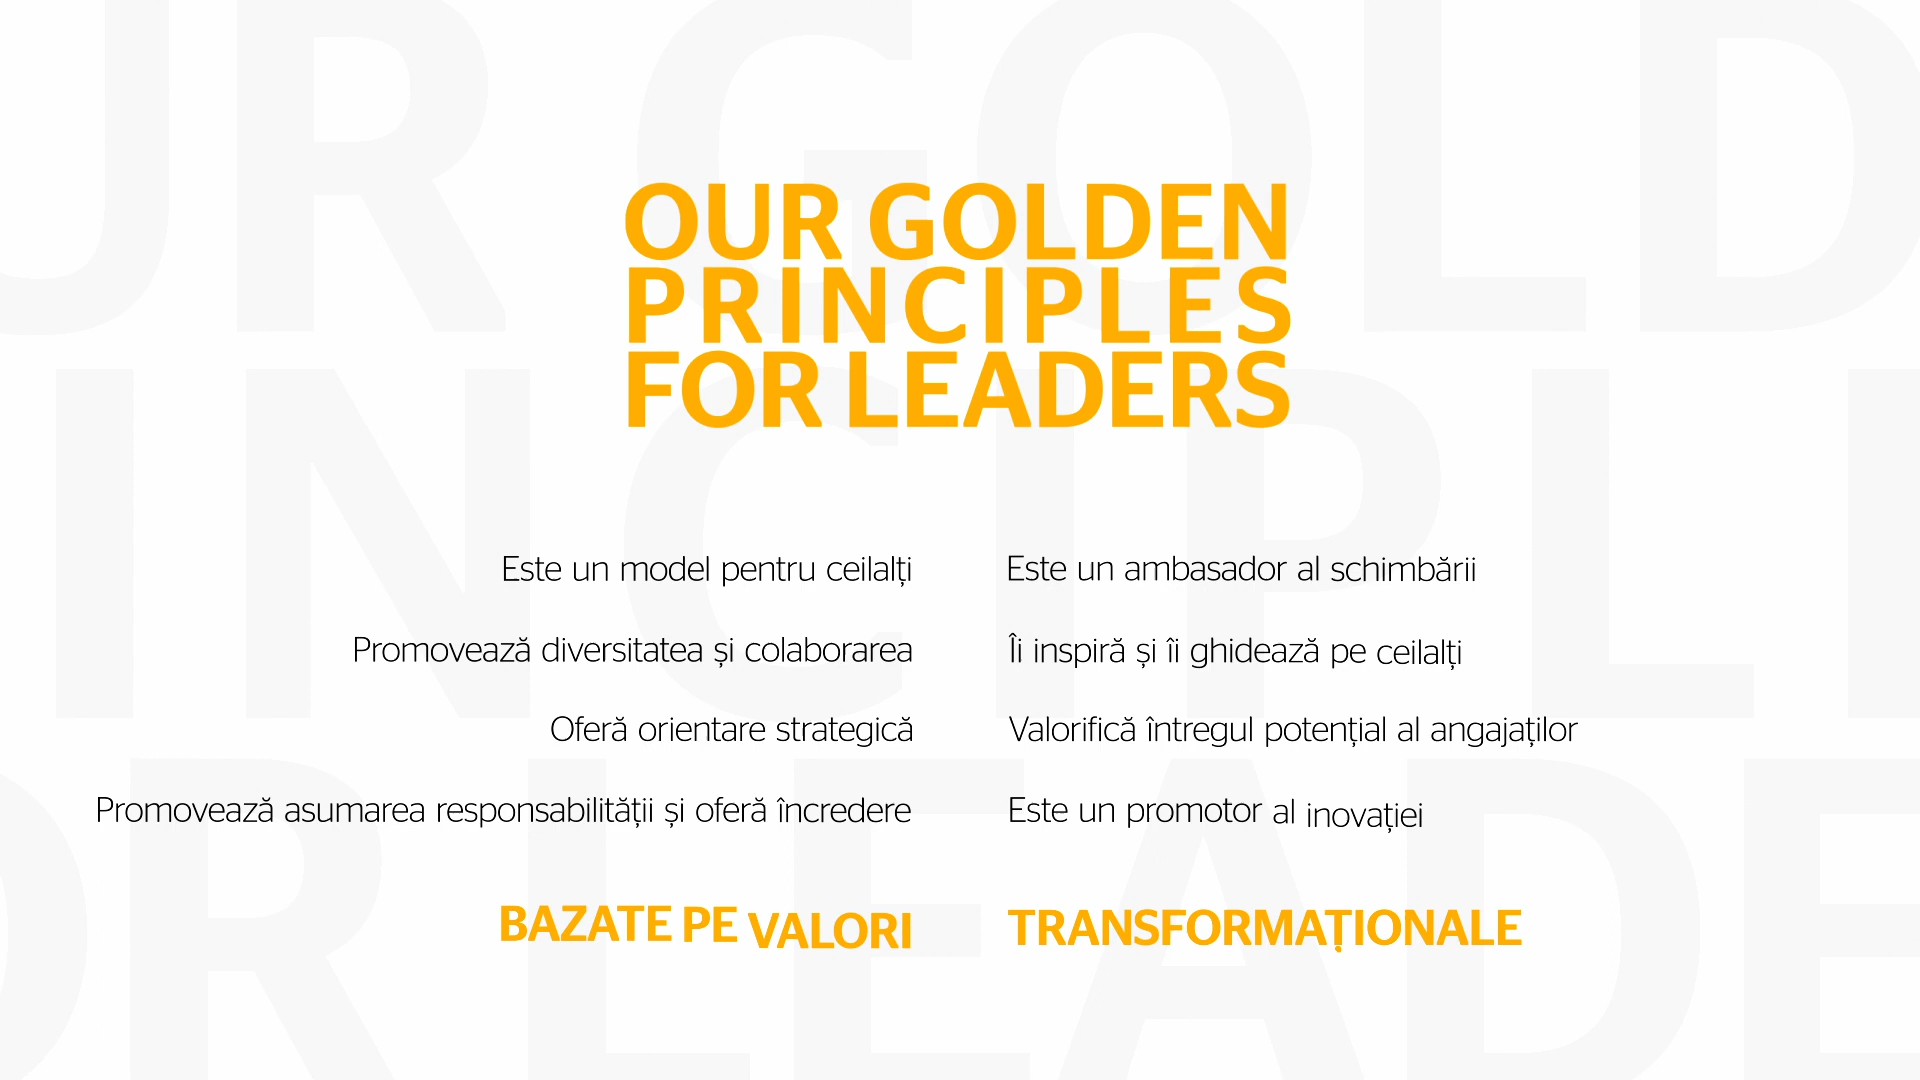 OUR GOLDEN
PRINCIPLES
FOR LEADERS
Este un model pentru ceilalți
Promovează diversitatea și colaborarea
Oferă orientare strategică
Promovează asumarea responsabilității și oferă încredere
BAZATE PE VALORI
Este un ambasador al schimbării
Îi inspiră și îi ghidează pe ceilalți
Valorifică întregul potențial al angajaților
Este un promotor al inovației
TRANSFORMAȚIONALE